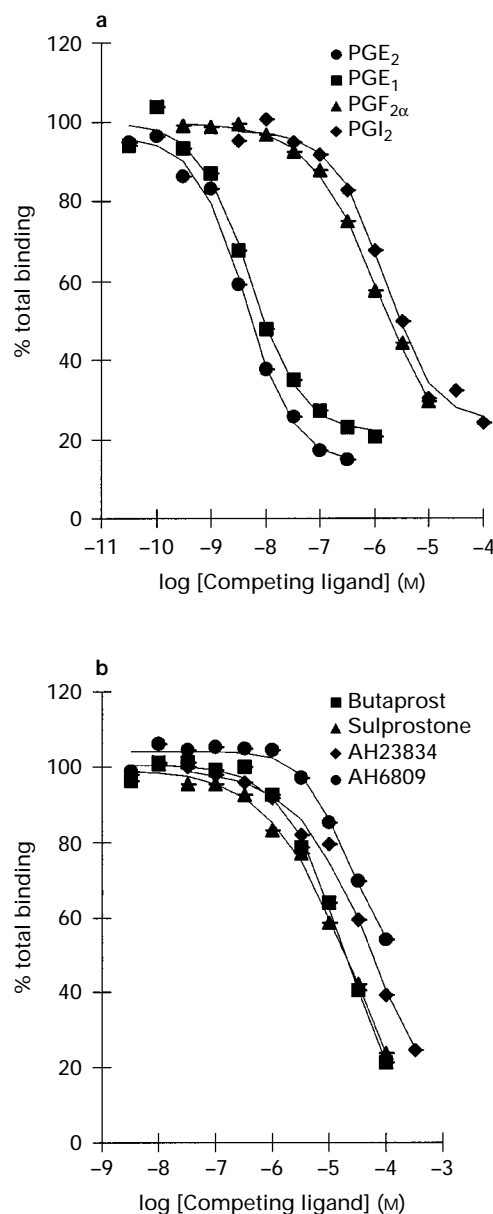 a
120
100
80
60
40
20
0
% total binding
PGE2
PGE1
PGF2α
PGI2
−11 −10 −9 −8 −7 −6 −5 −4
log [Competing ligand] (M)
b
120
100
80
60
40
20
0
% total binding
Butaprost
Sulprostone
AH23834
AH6809
−9 −8 −7 −6 −5 −4 −3
log [Competing ligand] (M)